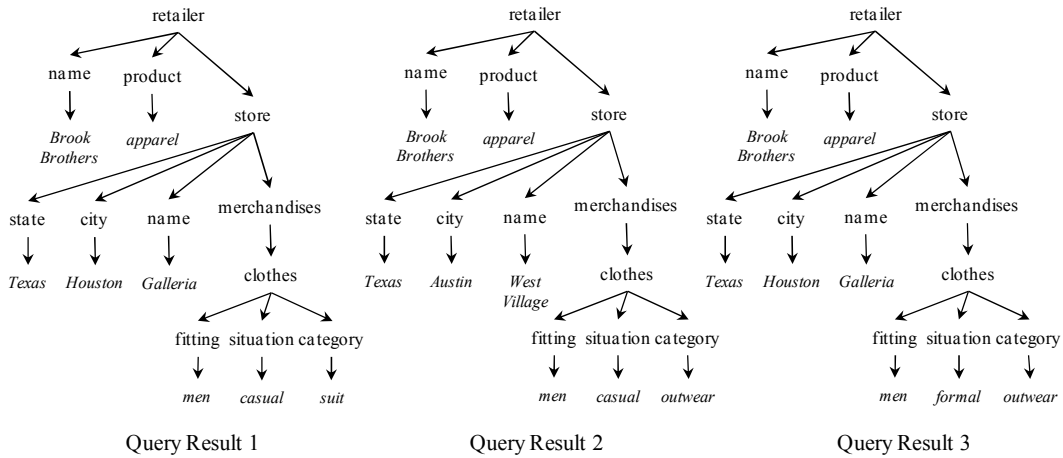 retailer retailer retailer
name product name product name product
store store store
Brook Brothers apparel Brook Brothers apparel Brook Brothers apparel
state city name merchandises state city name merchandises state city name merchandises
Texas Houston Galleria clothes Texas Austin West Village clothes Texas Houston Galleria clothes
fitting situation category fitting situation category fitting situation category
men casual suit men casual outwear men formal outwear
Query Result 1 Query Result 2 Query Result 3